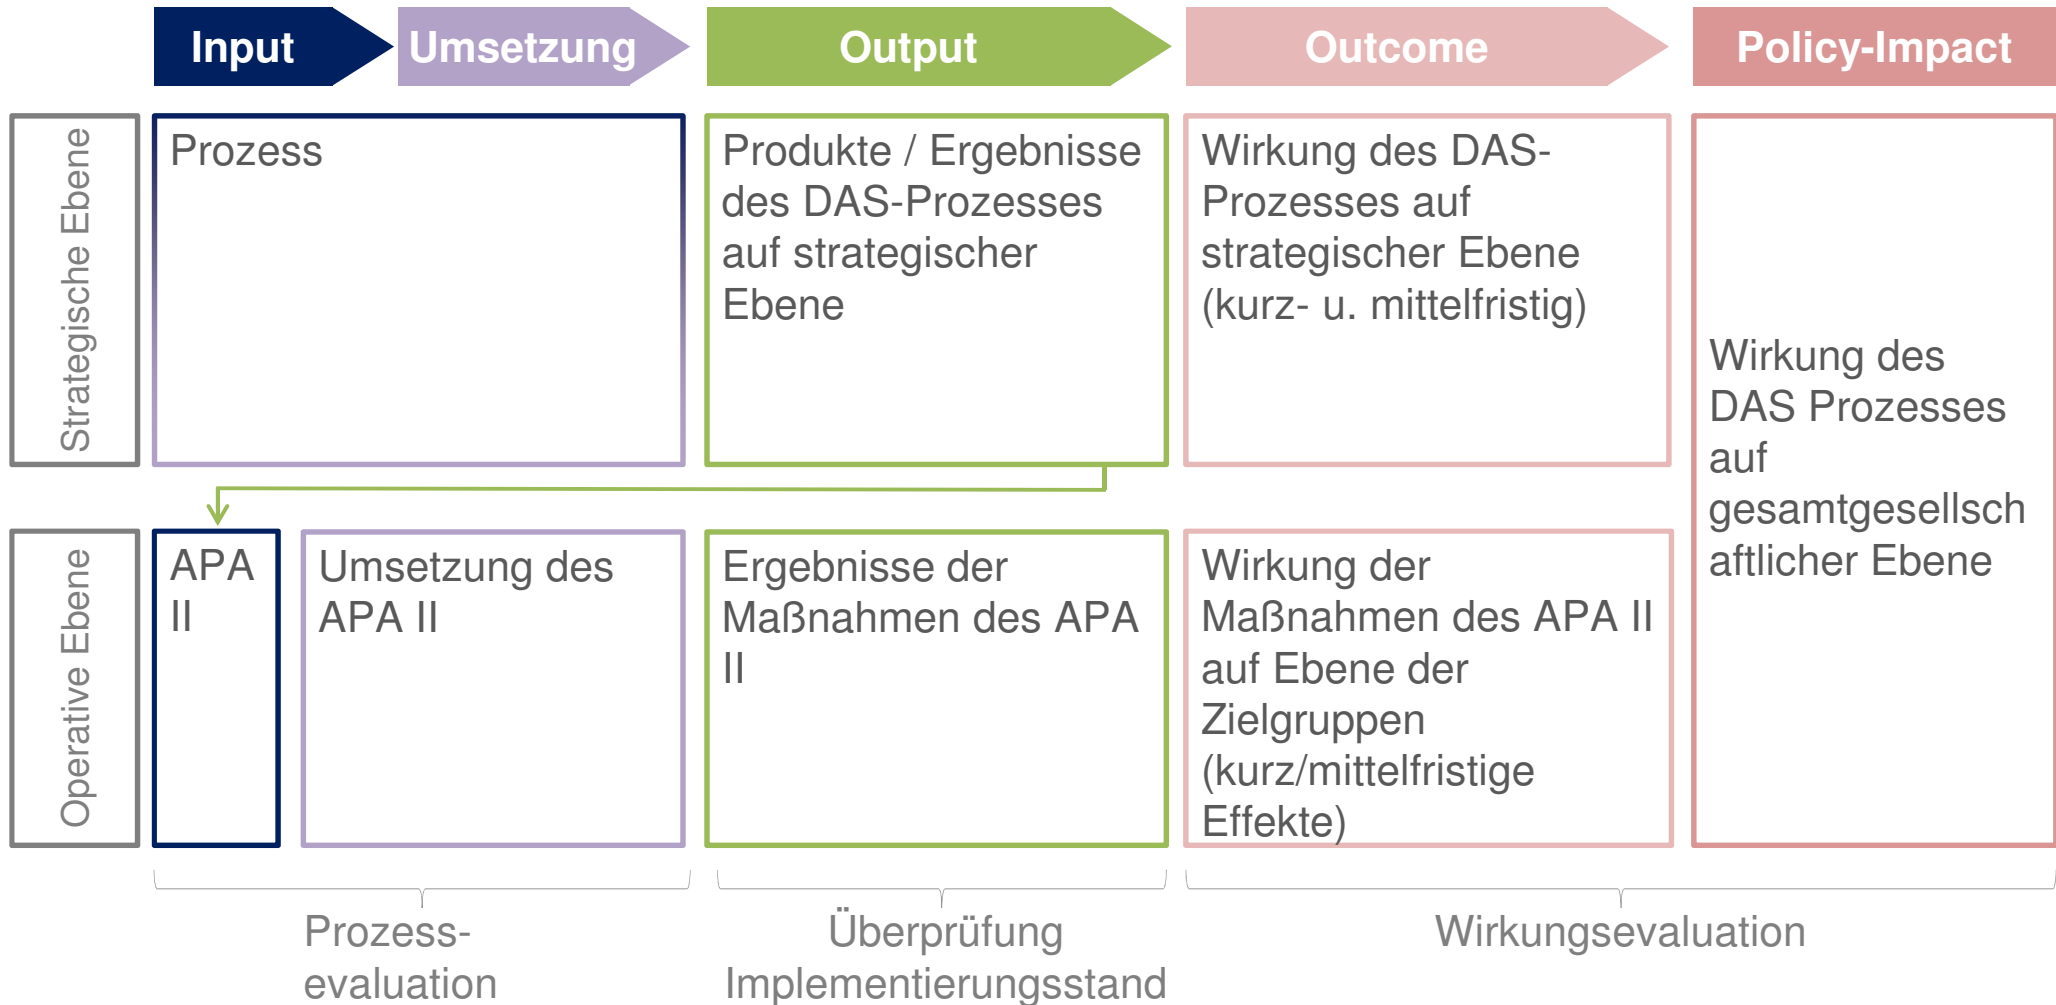 Input
Umsetzung
Output
Outcome
Policy-Impact
Strategische Ebene
Prozess
Produkte / Ergebnisse
des DAS-Prozesses
auf strategischer
Ebene
Wirkung des DAS-
Prozesses auf
strategischer Ebene
(kurz- u. mittelfristig)
Wirkung des
DAS Prozesses
auf
gesamtgesellsch
aftlicher Ebene
Operative Ebene
APA
II
Umsetzung des
APA II
Ergebnisse der
Maßnahmen des APA
II
Wirkung der
Maßnahmen des APA II
auf Ebene der
Zielgruppen
(kurz/mittelfristige
Effekte)
Prozess-
evaluation
Überprüfung
Implementierungsstand
Wirkungsevaluation